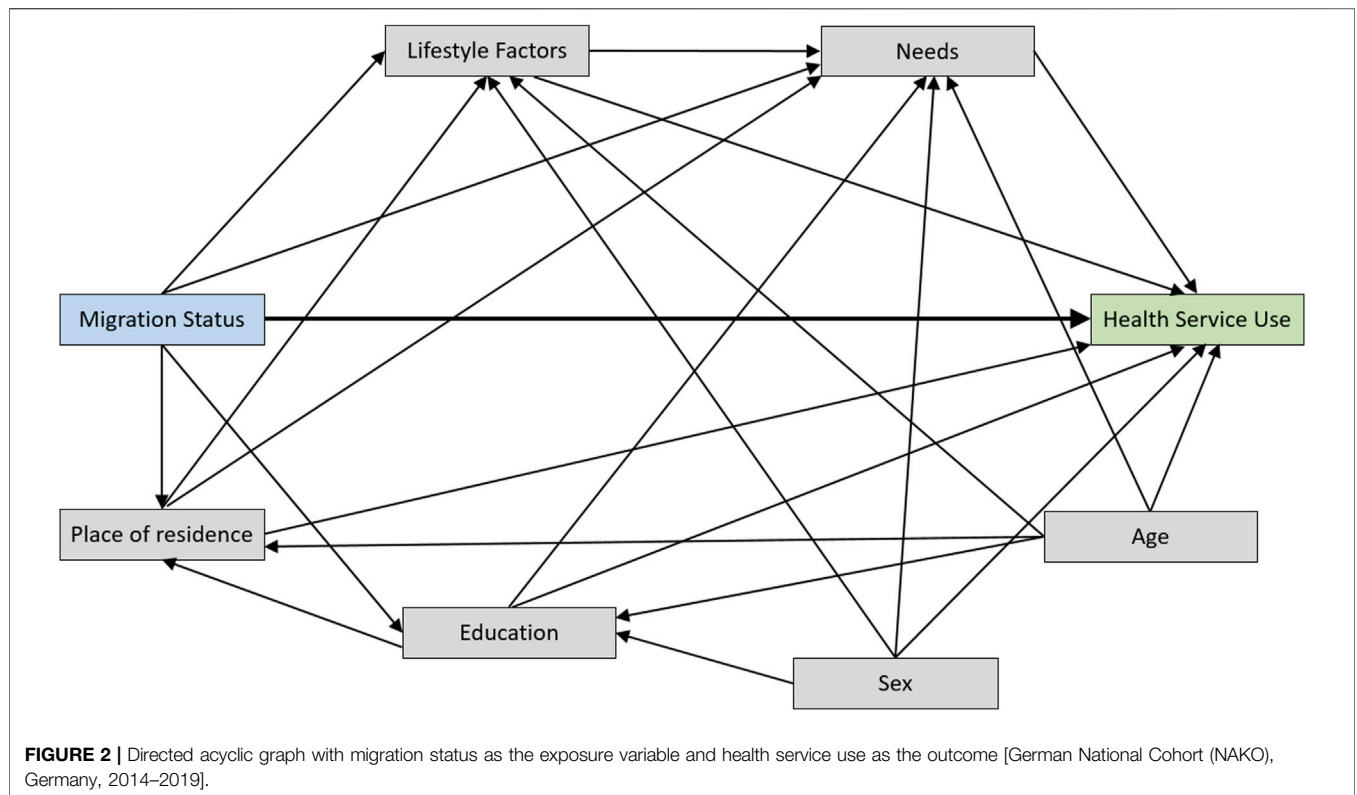 Lifestyle Factors
Needs
Migration Status
Health Service Use
Place of residence
Age
Education
Sex
FIGURE 2 | Directed acyclic graph with migration status as the exposure variable and health service use as the outcome [German National Cohort (NAKO),
Germany, 2014–2019].